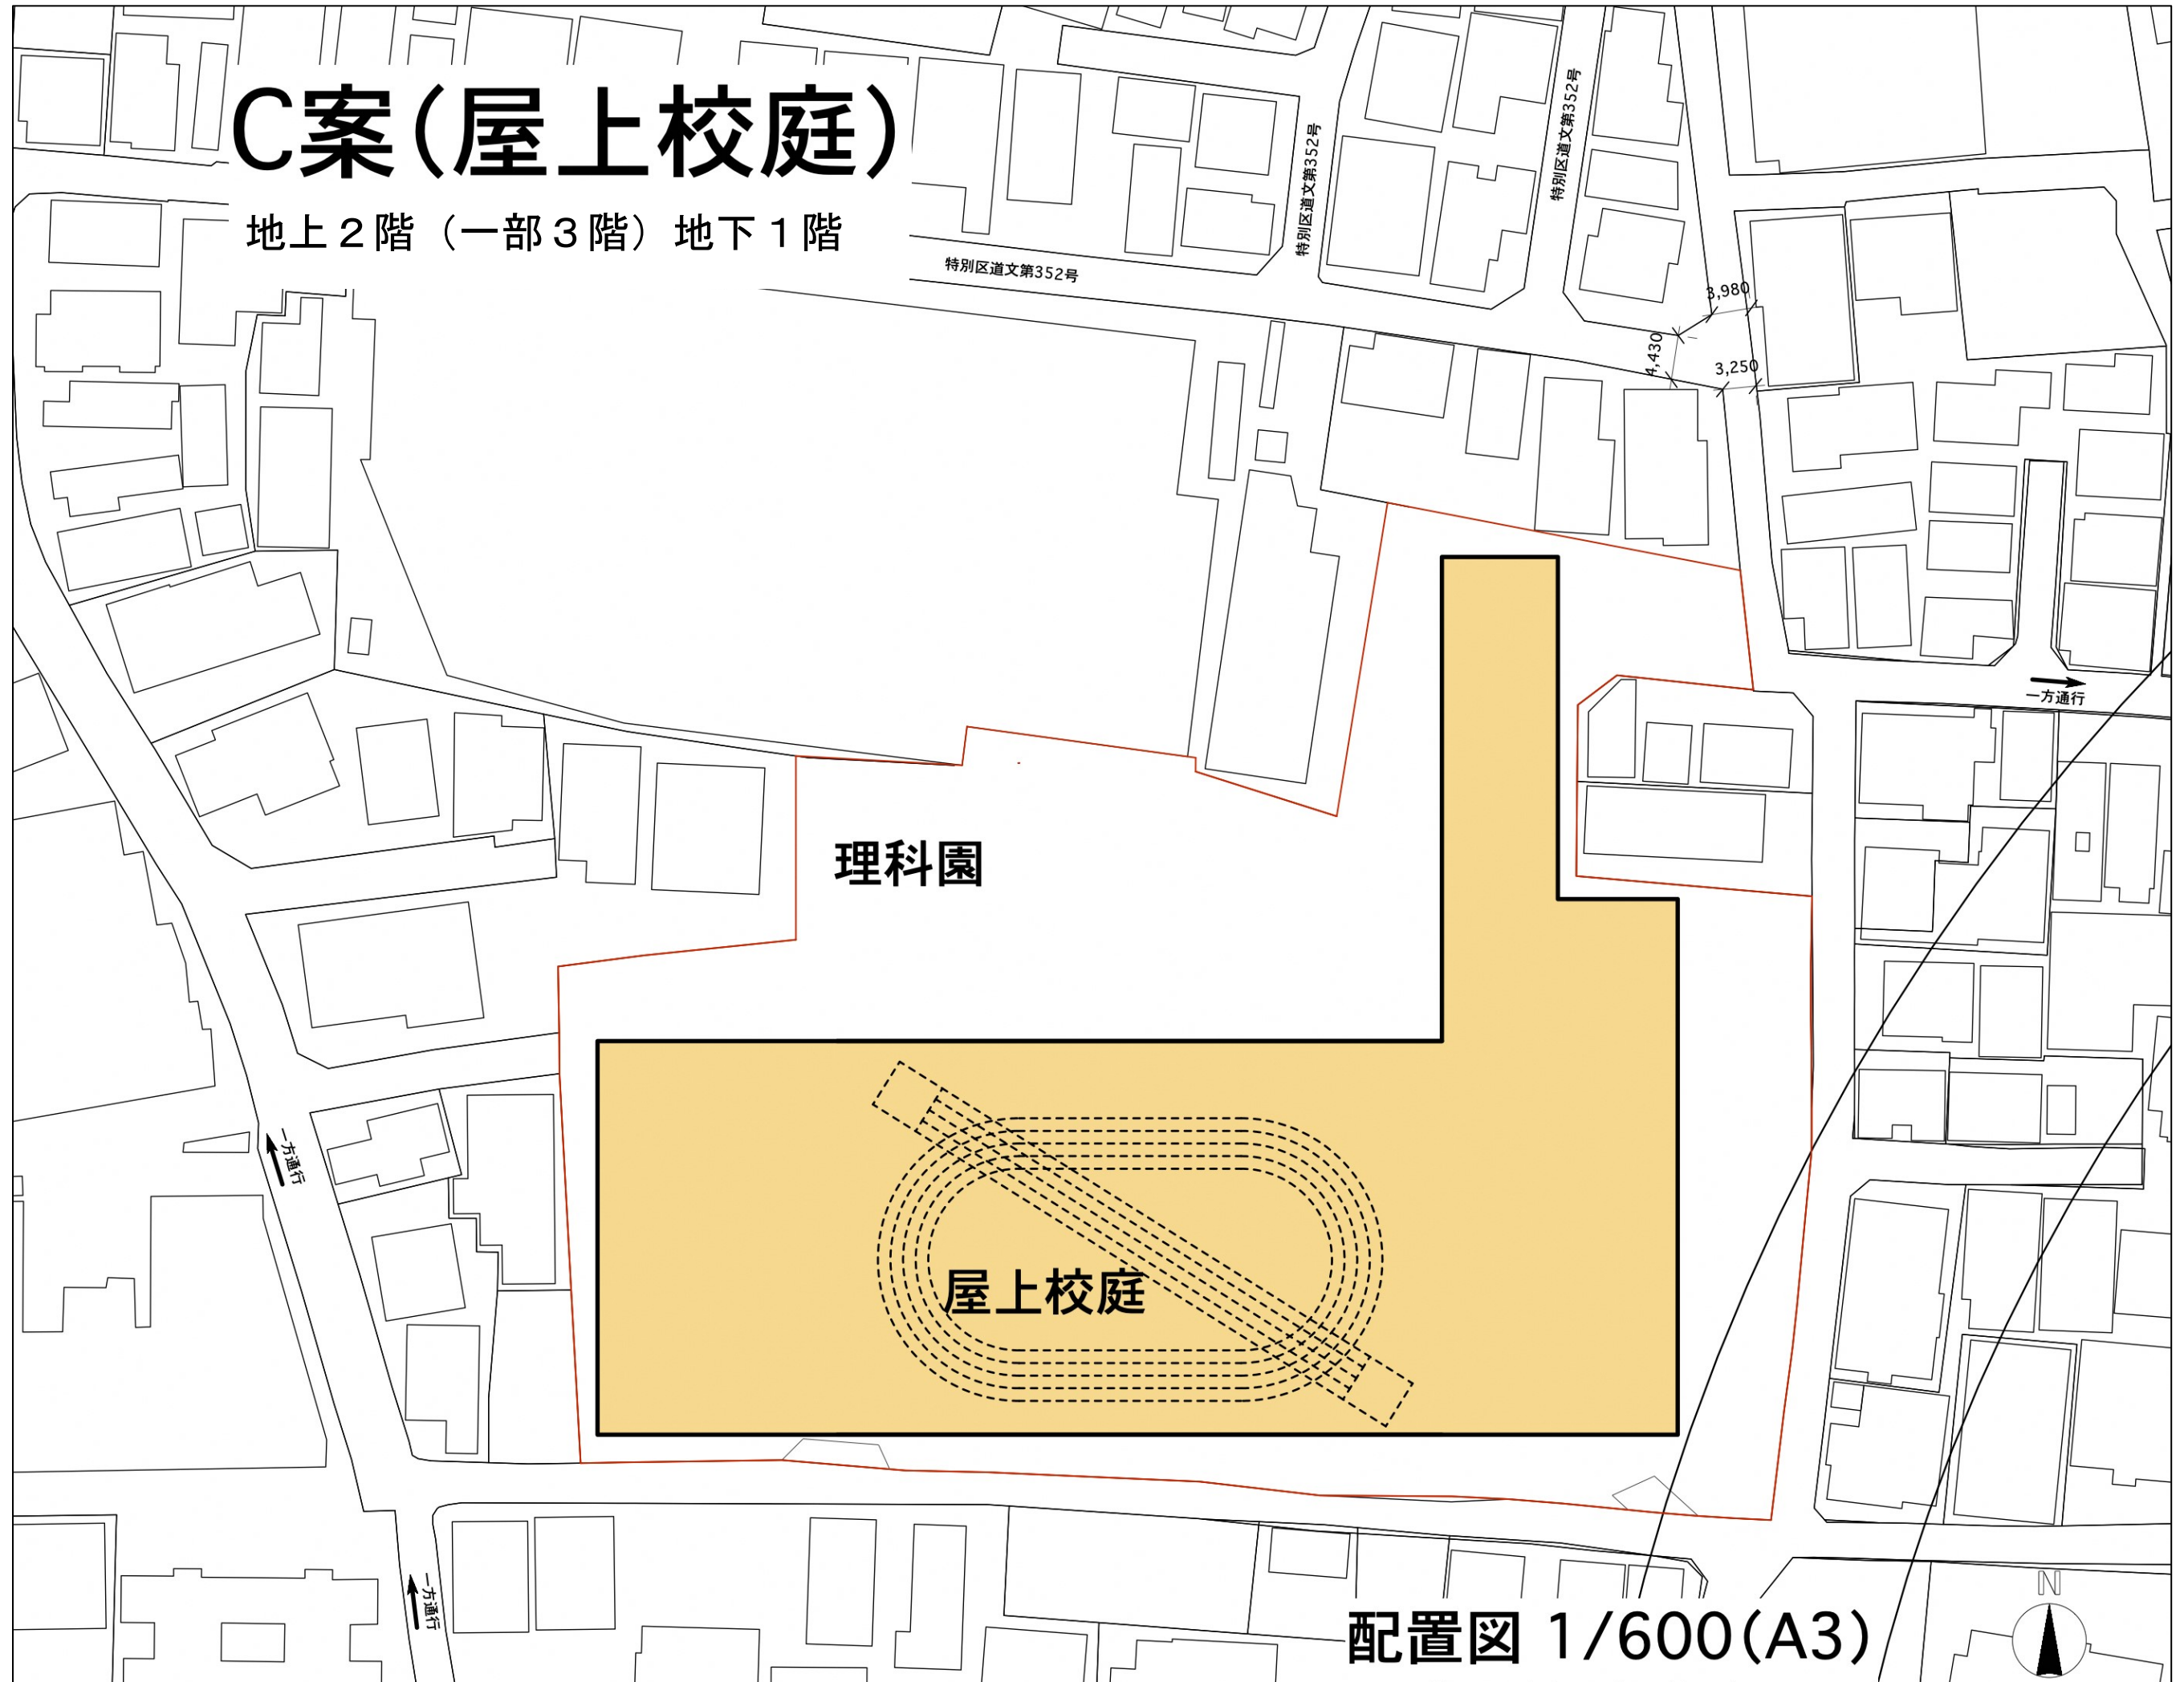 C案(屋上校庭)
地上２階（一部３階）地下１階
特別区道文第352号
特別区道文第352号
特別区道文第352号
3,980
4,430
3,250
一方通行
理科園
一方通行
屋上校庭
一方通行
配置図 1/600(A3)
N